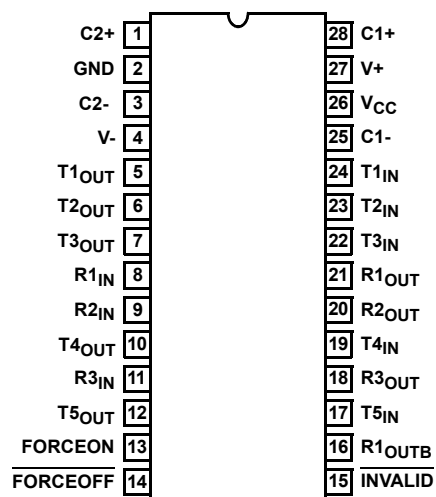 C2+ 1 28 C1+
GND 2 27 V+
C2- 3 26 VCC
V- 4 25 C1-
T1OUT 5 24 T1IN
T2OUT 6 23 T2IN
T3OUT 7 22 T3IN
R1IN 8 21 R1OUT
R2IN 9 20 R2OUT
T4OUT 10 19 T4IN
R3IN 11 18 R3OUT
T5OUT 12 17 T5IN
FORCEON 13 16 R1OUTB
FORCEOFF 14 15 INVALID